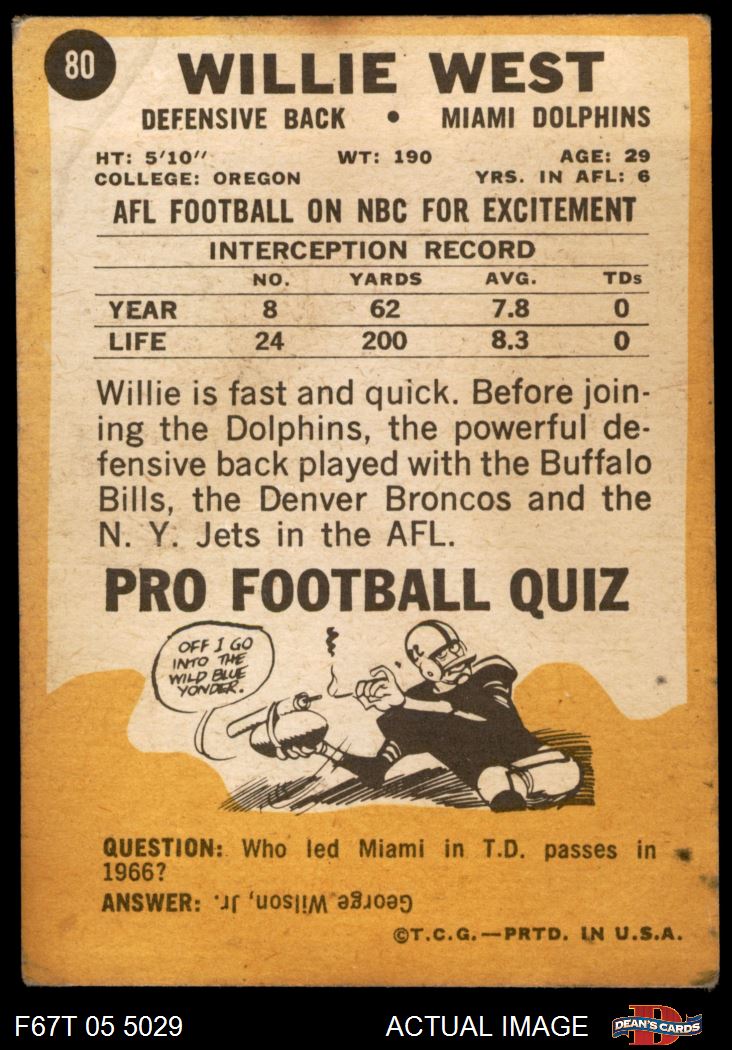 80
WILLIE WEST
DEFENSIVE BACK • MIAMI DOLPHINS
HT: 5'10" WT: 190 AGE: 29
COLLEGE: OREGON YRS. IN AFL: 6
AFL FOOTBALL ON NBC FOR EXCITEMENT
INTERCEPTION RECORD
NO. YARDS AVG. TDs
YEAR 8 62 7.8 0
LIFE 24 200 8.3 0
Willie is fast and quick. Before join-
ing the Dolphins, the powerful de-
fensive back played with the Buffalo
Bills, the Denver Broncos and the
N. Y. Jets in the AFL.
PRO FOOTBALL QUIZ
OFF I GO
INTO THE
WILD BLUE
YONDER.
QUESTION: Who led Miami in T.D. passes in
1966?
ANSWER: George Wilson, Jr.
©T.C.G.—PRTD. IN U.S.A.
F67T 05 5029 ACTUAL IMAGE DEAN'S CARDS